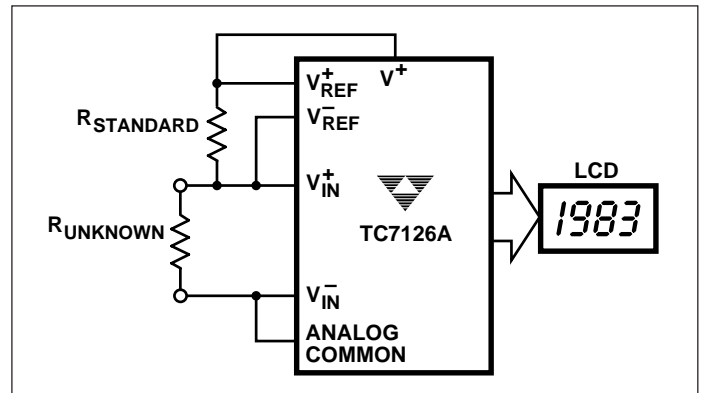 V+
V+REF
RSTANDARD
V−REF
V+IN
LCD
1983
TC7126A
RUNKNOWN
V−IN
ANALOG
COMMON